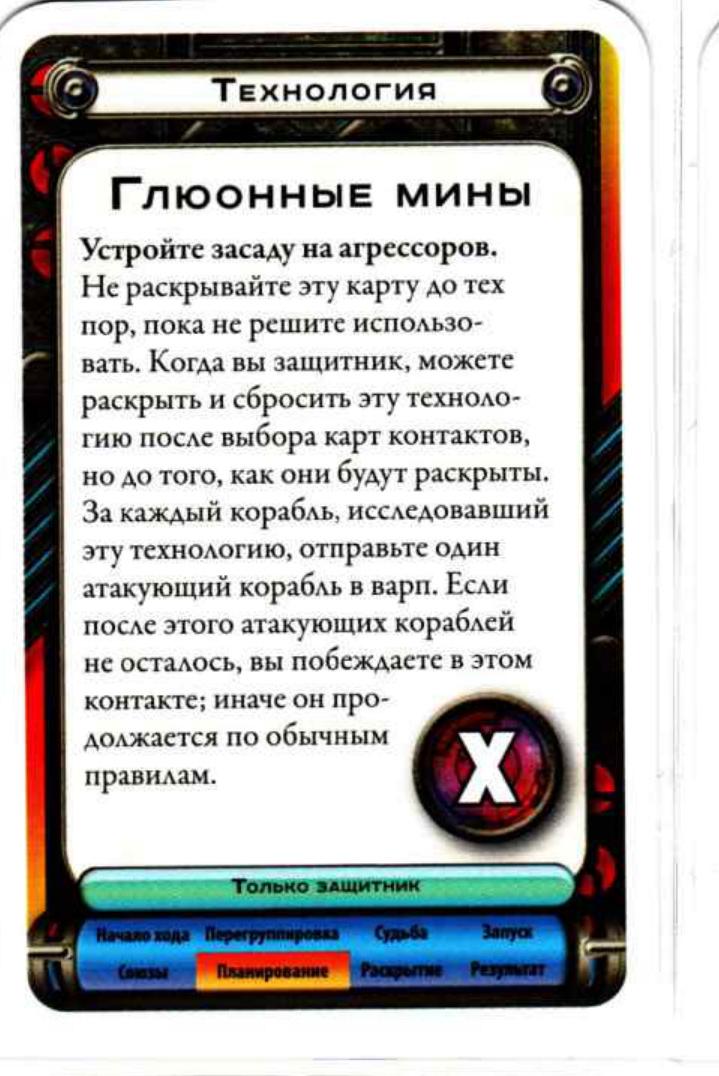 Технология
Глюонные мины
Устройте засаду на агрессоров.
Не раскрывайте эту карту до тех
пор, пока не решите использо-
вать. Когда вы защитник, можете
раскрыть и сбросить эту техноло-
гию после выбора карт контактов,
но до того, как они будут раскрыты.
За каждый корабль, исследовавший
эту технологию, отправьте один
атакующий корабль в варп. Если
после этого атакующих кораблей
не осталось, вы побеждаете в этом
контакте; иначе он про-
должается по обычным
правилам.
X
Только защитник
Начало хода Перегруппировка Судьба Запуск
Союзы Планирование Раскрытие Результат